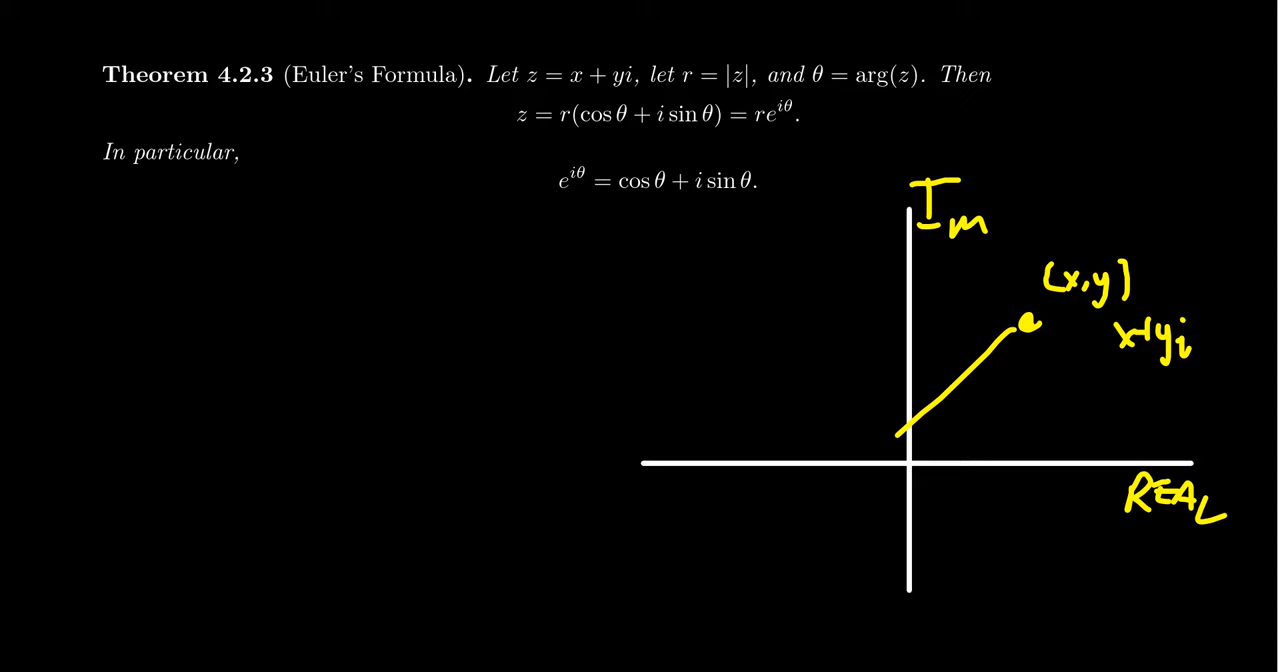 Theorem 4.2.3 (Euler's Formula). Let z = x + yi, let r = |z|, and θ = arg(z). Then
z = r(cos θ + i sin θ) = re^{iθ}.
In particular,
e^{iθ} = cos θ + i sin θ.
Im
(x,y)
x+yi
REAL